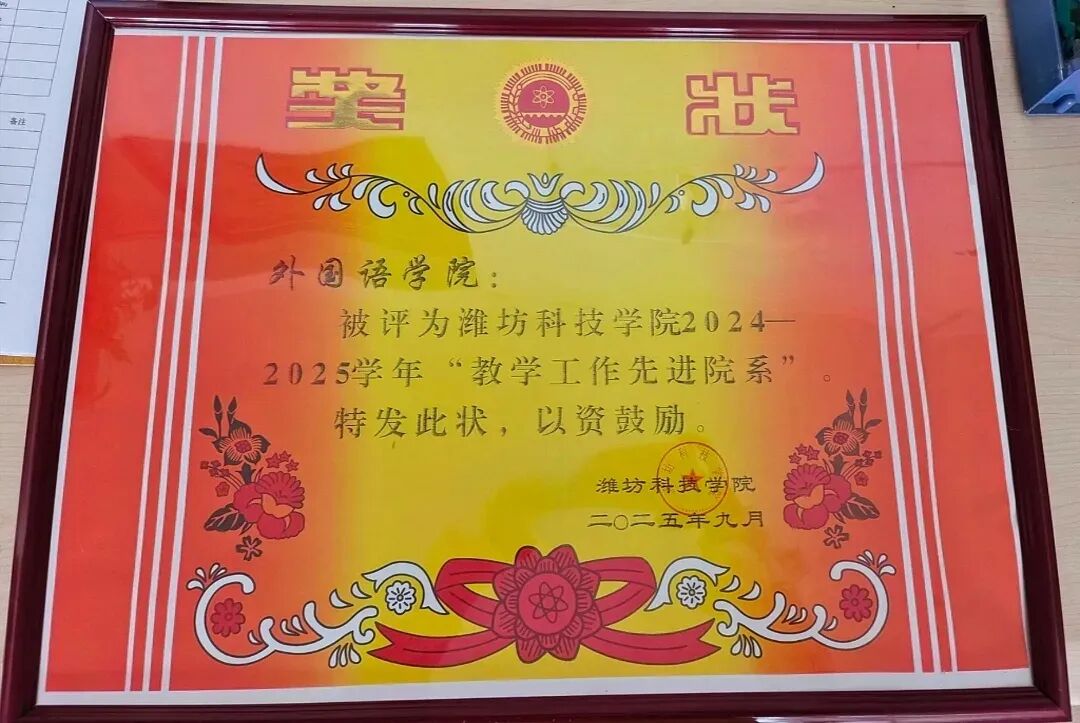 备注
奖 状
外国语学院：
被评为潍坊科技学院2024—
2025学年“教学工作先进院系”。
特发此状，以资鼓励。
潍坊科技学院
二〇二五年九月